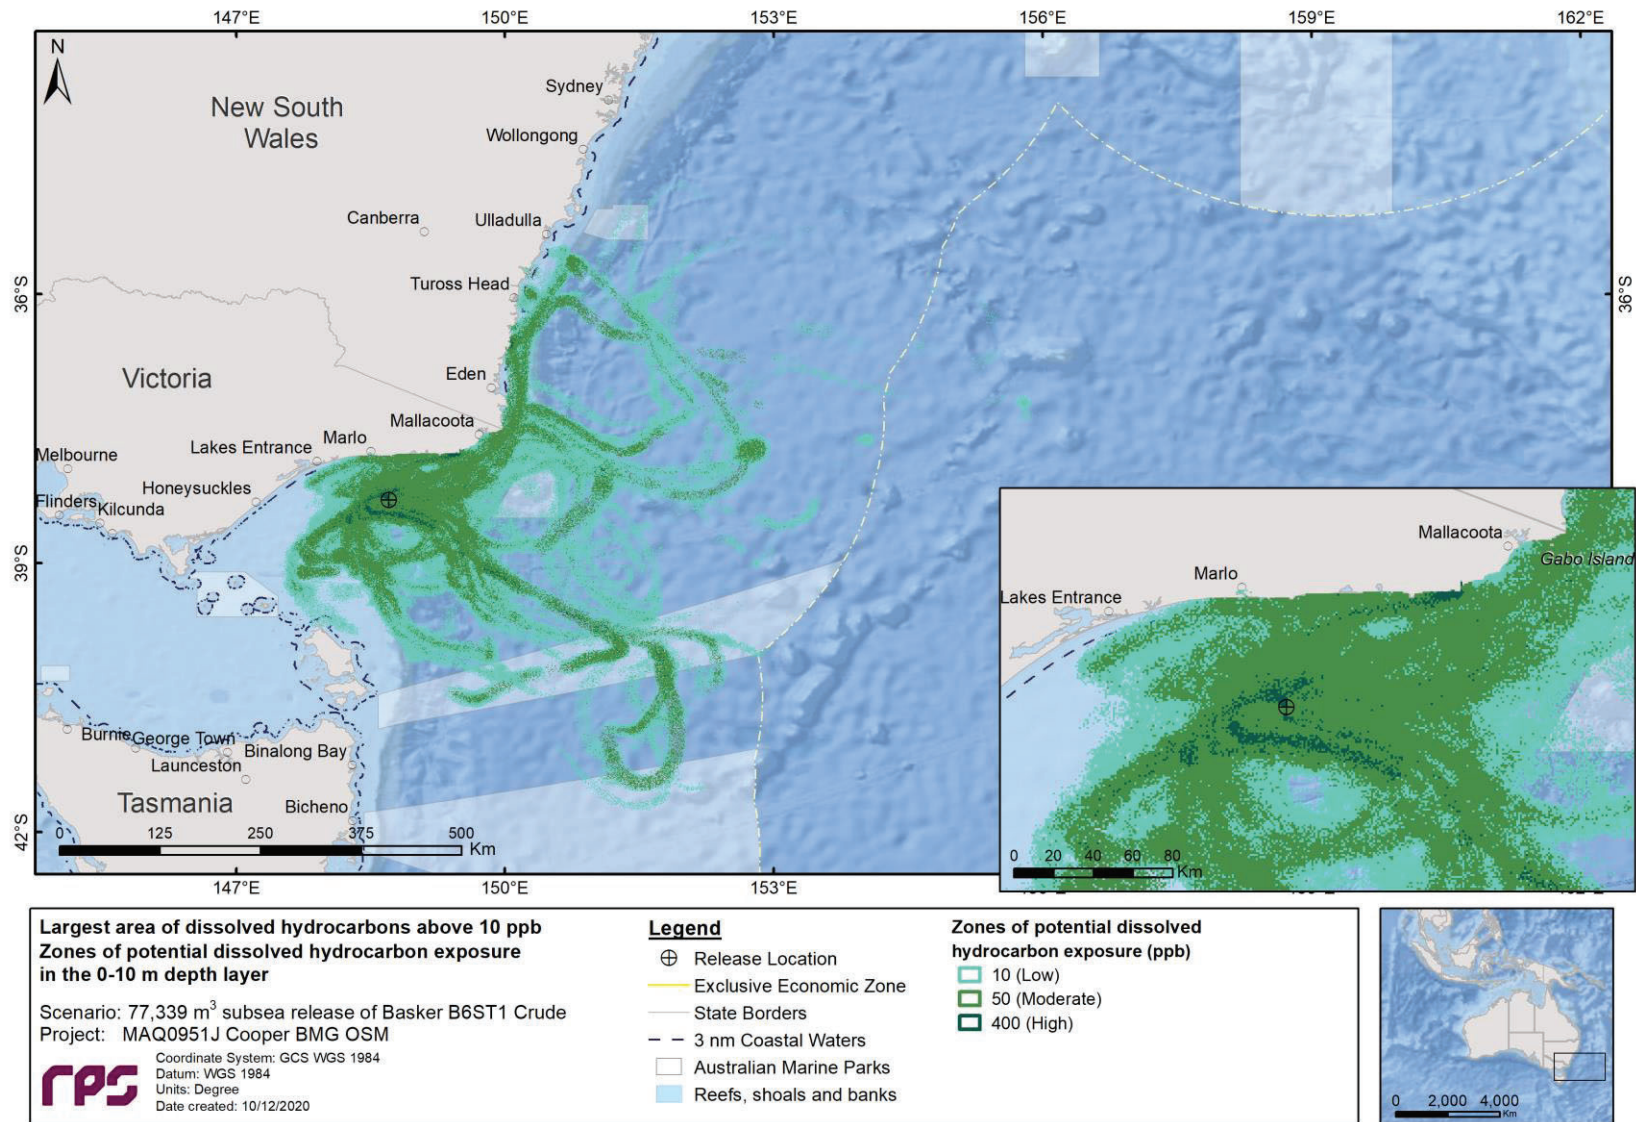 147°E
150°E
153°E
156°E
159°E
162°E
N
New South
Wales
Sydney
Wollongong
Canberra
Ulladulla
Tuross Head
36°S
36°S
Victoria
Eden
Mallacoota
Marlo
Lakes Entrance
Melbourne
Honeysuckles
Flinders
Kilcunda
39°S
Burnie
George Town
Binalong Bay
Launceston
Tasmania
Bicheno
42°S
0
125
250
375
500
Km
147°E
150°E
153°E
Mallacoota
Gabo Island
Marlo
Lakes Entrance
0 20 40 60 80
Km
Largest area of dissolved hydrocarbons above 10 ppb
Zones of potential dissolved hydrocarbon exposure
in the 0-10 m depth layer
Scenario: 77,339 m³ subsea release of Basker B6ST1 Crude
Project: MAQ0951J Cooper BMG OSM
rps
Coordinate System: GCS WGS 1984
Datum: WGS 1984
Units: Degree
Date created: 10/12/2020
Legend
Release Location
Exclusive Economic Zone
State Borders
3 nm Coastal Waters
Australian Marine Parks
Reefs, shoals and banks
Zones of potential dissolved
hydrocarbon exposure (ppb)
10 (Low)
50 (Moderate)
400 (High)
0 2,000 4,000
Km